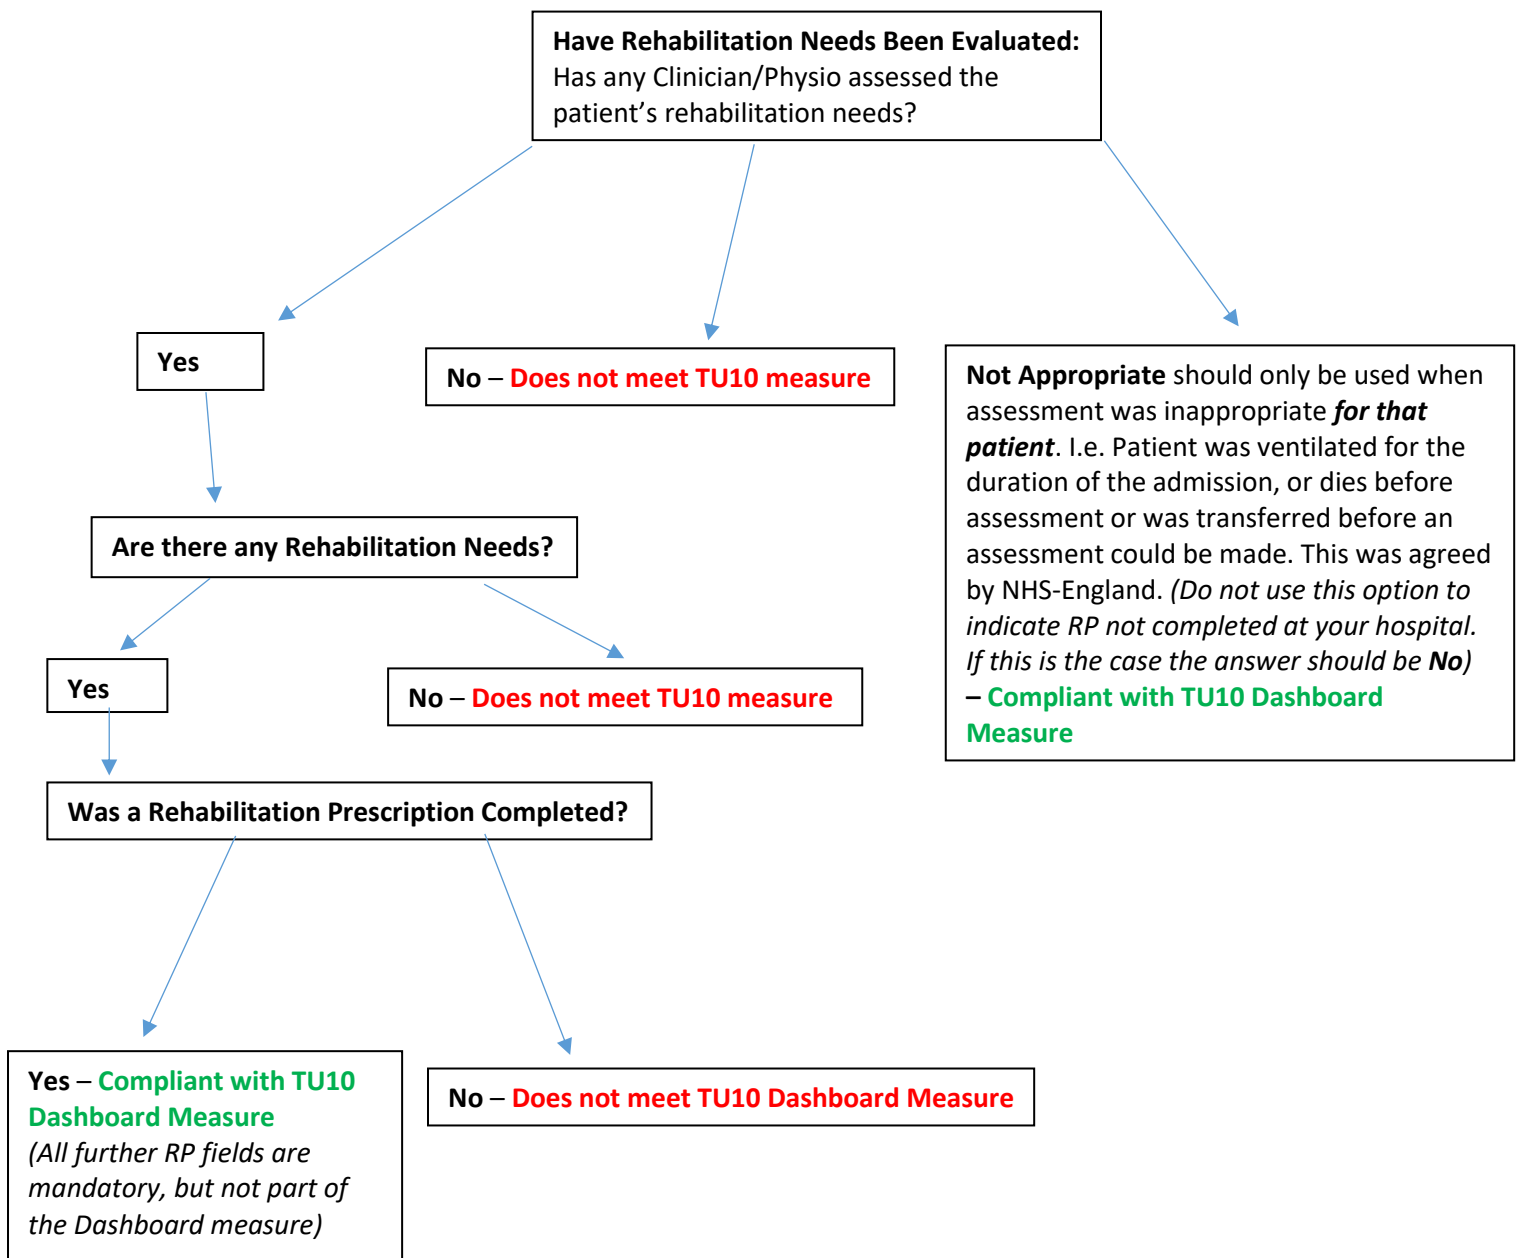 Have Rehabilitation Needs Been Evaluated:
Has any Clinician/Physio assessed the
patient’s rehabilitation needs?
Yes
No – Does not meet TU10 measure
Not Appropriate should only be used when
assessment was inappropriate for that
patient. I.e. Patient was ventilated for the
duration of the admission, or dies before
assessment or was transferred before an
assessment could be made. This was agreed
by NHS-England. (Do not use this option to
indicate RP not completed at your hospital.
If this is the case the answer should be No)
– Compliant with TU10 Dashboard
Measure
Are there any Rehabilitation Needs?
Yes
No – Does not meet TU10 measure
Was a Rehabilitation Prescription Completed?
Yes – Compliant with TU10
Dashboard Measure
(All further RP fields are
mandatory, but not part of
the Dashboard measure)
No – Does not meet TU10 Dashboard Measure